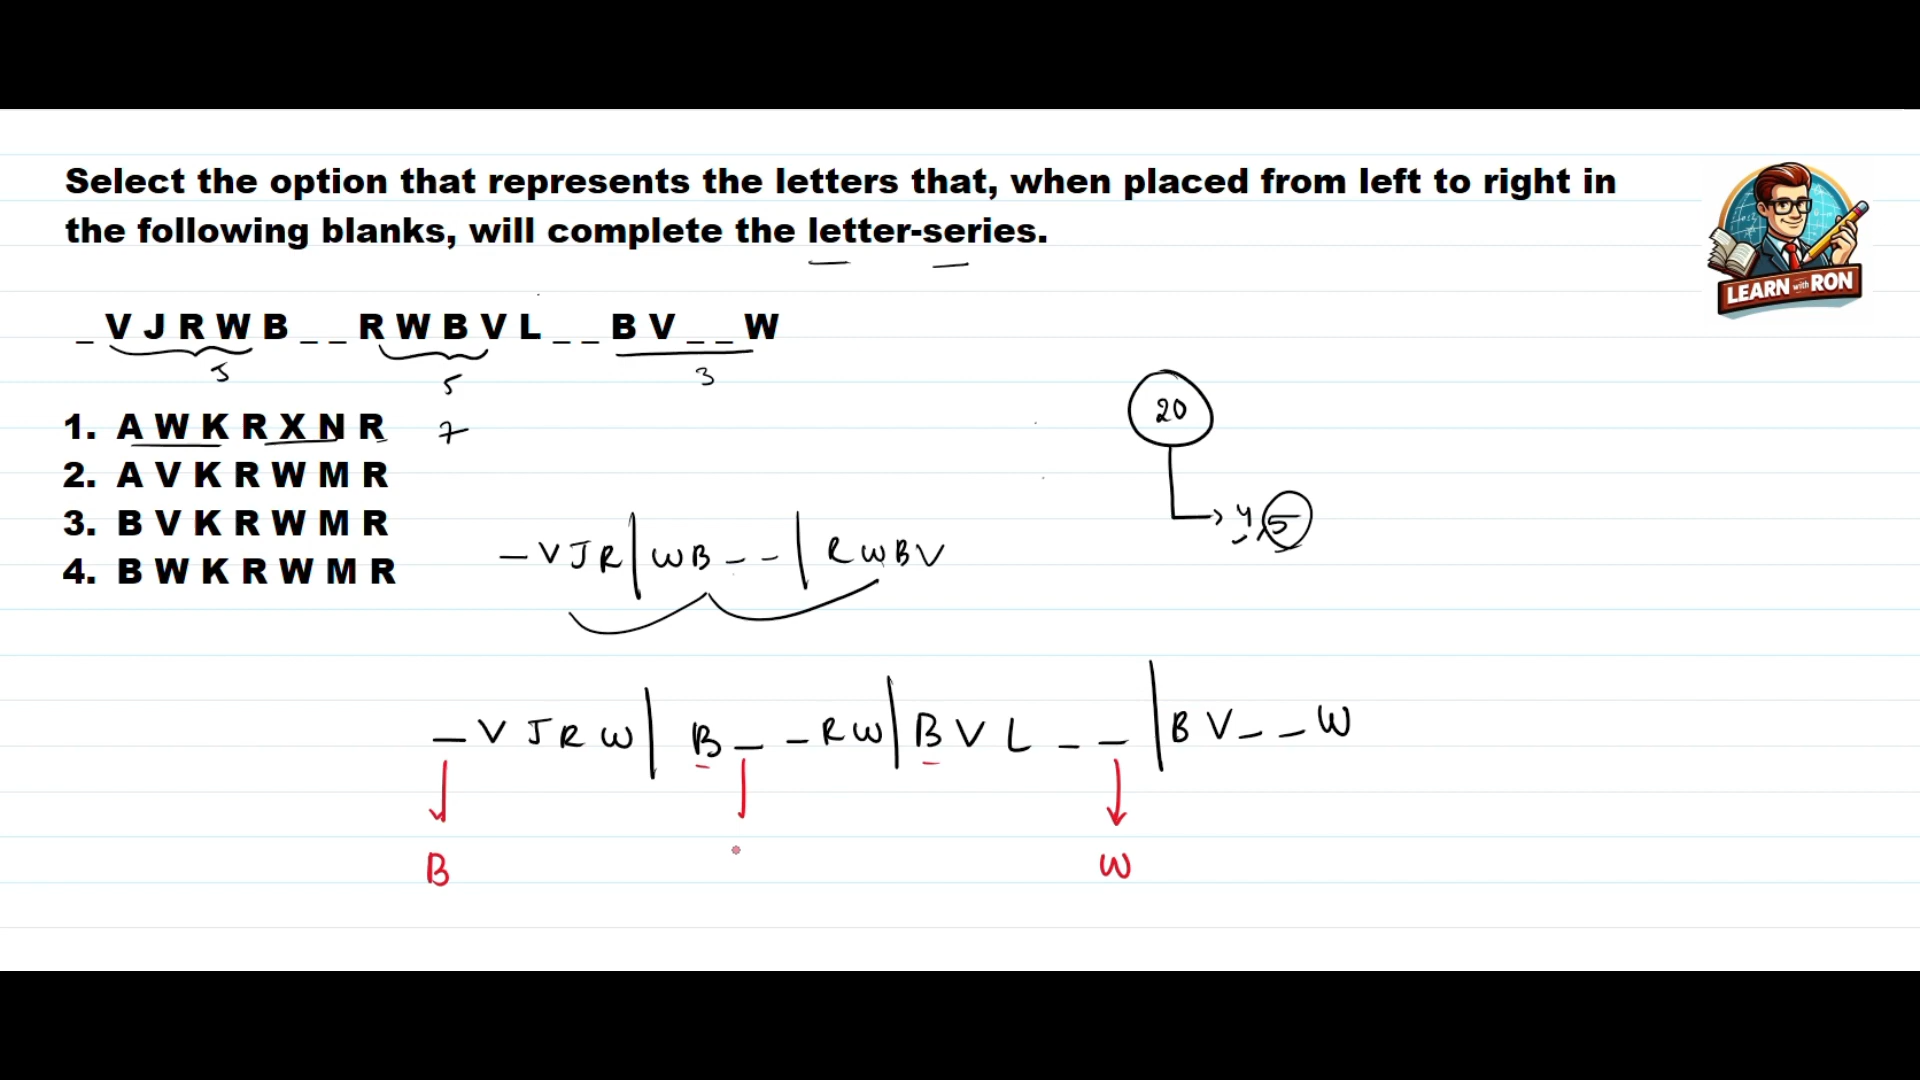 Select the option that represents the letters that, when placed from left to right in
the following blanks, will complete the letter-series.
LEARN with RON
_ V J R W B _ _ R W B V L _ _ B V _ _ W
5 5 3
1. A W K R X N R 7
2. A V K R W M R
3. B V K R W M R
4. B W K R W M R
20
4, 5
_ V J R | W B _ _ | R W B V
_ V J R W | B _ _ R W | B V L _ _ | B V _ _ W
B W